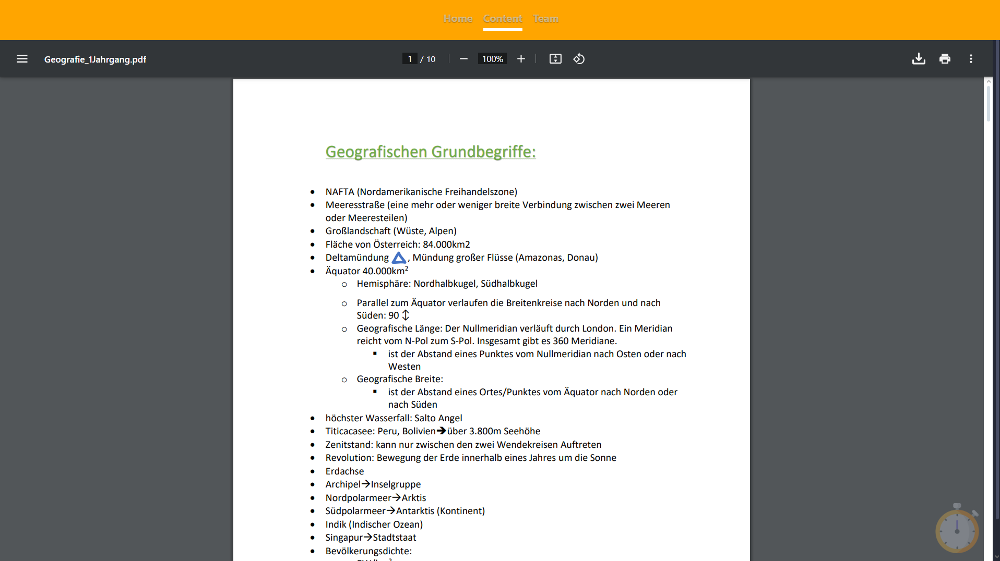 Home Content Team
Geografie_1Jahrgang.pdf 1 / 10 100%
Geografischen Grundbegriffe:
• NAFTA (Nordamerikanische Freihandelszone)
• Meeresstraße (eine mehr oder weniger breite Verbindung zwischen zwei Meeren
oder Meeresteilen)
• Großlandschaft (Wüste, Alpen)
• Fläche von Österreich: 84.000km2
• Deltamündung , Mündung großer Flüsse (Amazonas, Donau)
• Äquator 40.000km²
o Hemisphäre: Nordhalbkugel, Südhalbkugel
o Parallel zum Äquator verlaufen die Breitenkreise nach Norden und nach
Süden: 90 ↕
o Geografische Länge: Der Nullmeridian verläuft durch London. Ein Meridian
reicht vom N-Pol zum S-Pol. Insgesamt gibt es 360 Meridiane.
▪ ist der Abstand eines Punktes vom Nullmeridian nach Osten oder nach
Westen
o Geografische Breite:
▪ ist der Abstand eines Ortes/Punktes vom Äquator nach Norden oder
nach Süden
• höchster Wasserfall: Salto Angel
• Titicacasee: Peru, Bolivien➔über 3.800m Seehöhe
• Zenitstand: kann nur zwischen den zwei Wendekreisen Auftreten
• Revolution: Bewegung der Erde innerhalb eines Jahres um die Sonne
• Erdachse
• Archipel→Inselgruppe
• Nordpolarmeer→Arktis
• Südpolarmeer→Antarktis (Kontinent)
• Indik (Indischer Ozean)
• Singapur→Stadtstaat
• Bevölkerungsdichte: